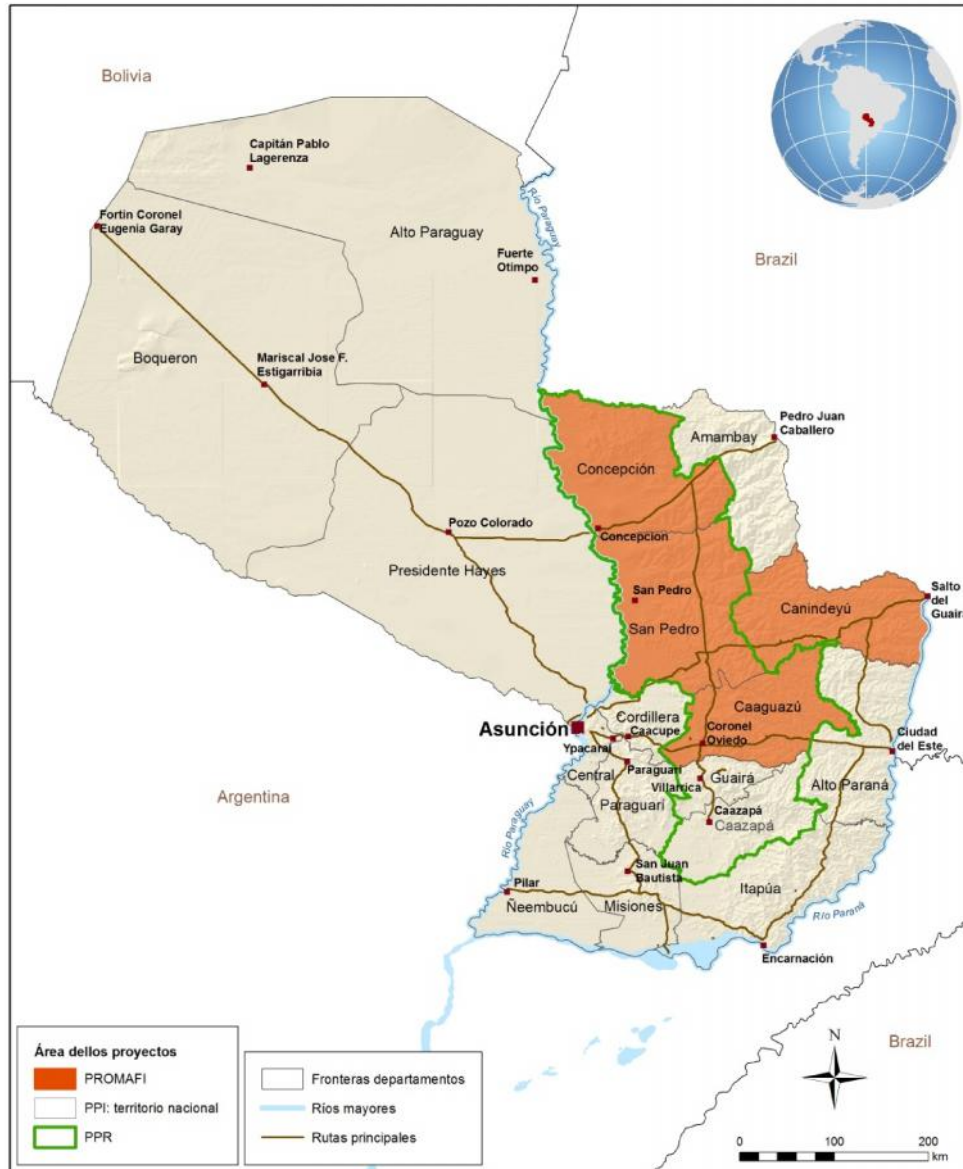 Bolivia
Capitán Pablo
Lagerenza
Río Paraguay
Fortin Coronel
Eugenia Garay
Alto Paraguay
Fuerte
Otimpo
Brazil
Boqueron
Mariscal Jose F.
Estigarribia
Pedro Juan
Caballero
Amambay
Concepción
Pozo Colorado
Concepcion
Presidente Hayes
San Pedro
Salto
del
Guaira
Canindeyú
San Pedro
Caaguazú
Cordillera
Asunción
Caacupe
Coronel
Oviedo
Ciudad
del Este
Ypacarai
Central
Paraguari
Villarrica
Guairá
Alto Paraná
Argentina
Paraguarí
Caazapá
Caazapá
Río Paraguay
San Juan
Bautista
Itapúa
Pilar
Ñeembucú
Misiones
Río Paraná
Encarnación
Brazil
Área dellos proyectos
PROMAFI
PPI: territorio nacional
PPR
Fronteras departamentos
Ríos mayores
Rutas principales
N
0 100 200
km